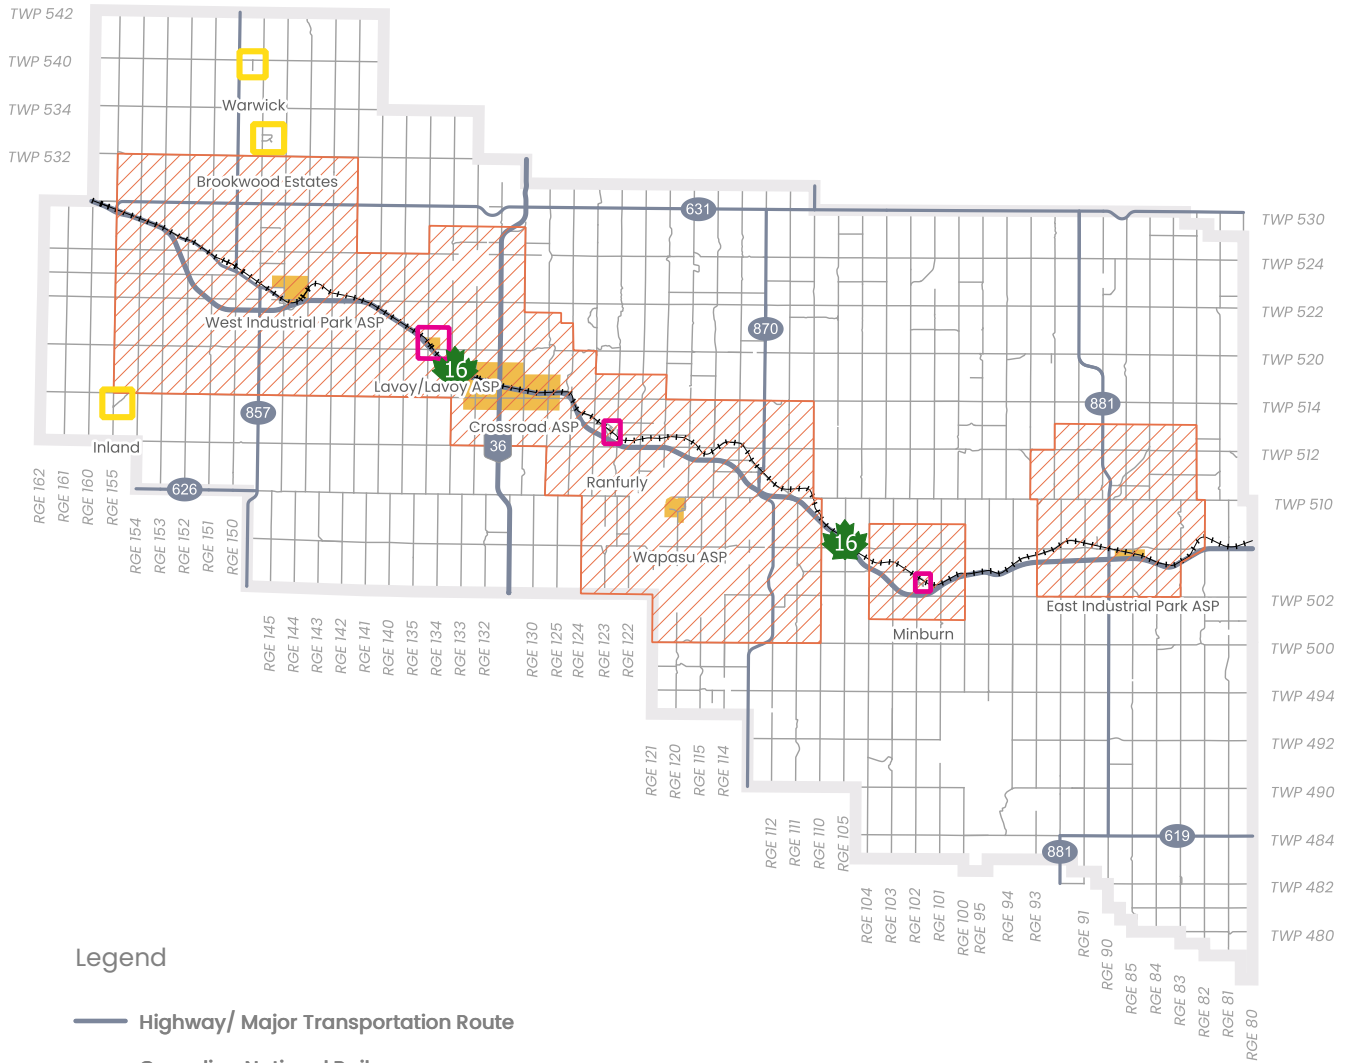 TWP 542
TWP 540
TWP 534
TWP 532
Warwick
Brookwood Estates
631
TWP 530
TWP 524
TWP 522
TWP 520
TWP 514
TWP 512
TWP 510
TWP 502
TWP 500
TWP 494
TWP 492
TWP 490
TWP 484
TWP 482
TWP 480
West Industrial Park ASP
870
16
Lavoy/Lavoy ASP
857
881
Crossroad ASP
36
Inland
Ranfurly
626
16
Wapasu ASP
East Industrial Park ASP
Minburn
619
881
RGE 162
RGE 161
RGE 160
RGE 155
RGE 154
RGE 153
RGE 152
RGE 151
RGE 150
RGE 145
RGE 144
RGE 143
RGE 142
RGE 141
RGE 140
RGE 135
RGE 134
RGE 133
RGE 132
RGE 130
RGE 125
RGE 124
RGE 123
RGE 122
RGE 121
RGE 120
RGE 115
RGE 114
RGE 112
RGE 111
RGE 110
RGE 105
RGE 104
RGE 103
RGE 102
RGE 101
RGE 100
RGE 95
RGE 94
RGE 93
RGE 91
RGE 90
RGE 85
RGE 84
RGE 83
RGE 82
RGE 81
RGE 80
Legend
Highway/ Major Transportation Route